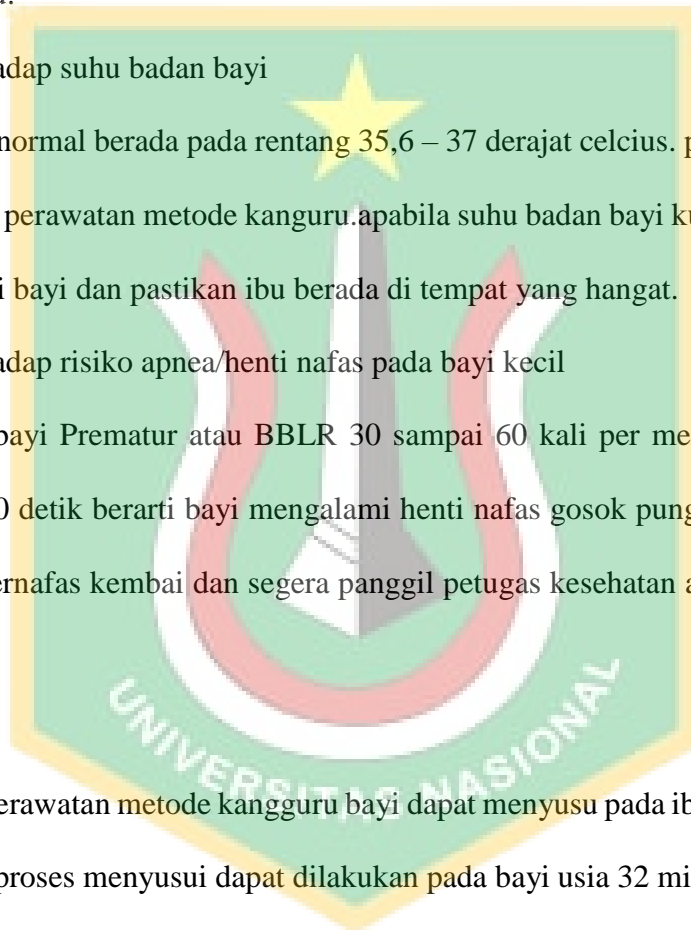 adap suhu badan bayi
normal berada pada rentang 35,6 – 37 derajat celcius. p
perawatan metode kanguru.apabila suhu badan bayi ku
i bayi dan pastikan ibu berada di tempat yang hangat.
adap risiko apnea/henti nafas pada bayi kecil
bayi Prematur atau BBLR 30 sampai 60 kali per me
0 detik berarti bayi mengalami henti nafas gosok pung
ernafas kembai dan segera panggil petugas kesehatan a
UNIVERSITAS NASIONAL
erawatan metode kangguru bayi dapat menyusu pada ib
proses menyusui dapat dilakukan pada bayi usia 32 mi